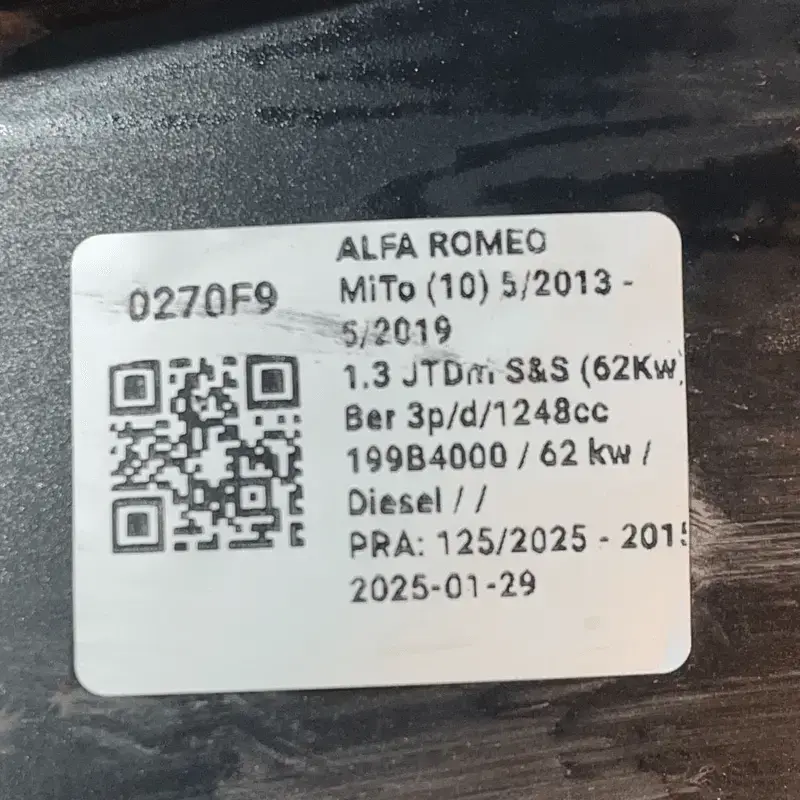 0270F9
ALFA ROMEO
MiTo (10) 5/2013 -
5/2019
1.3 JTDm S&S (62Kw)
Ber 3p/d/1248cc
199B4000 / 62 kw /
Diesel / /
PRA: 125/2025 - 2015
2025-01-29